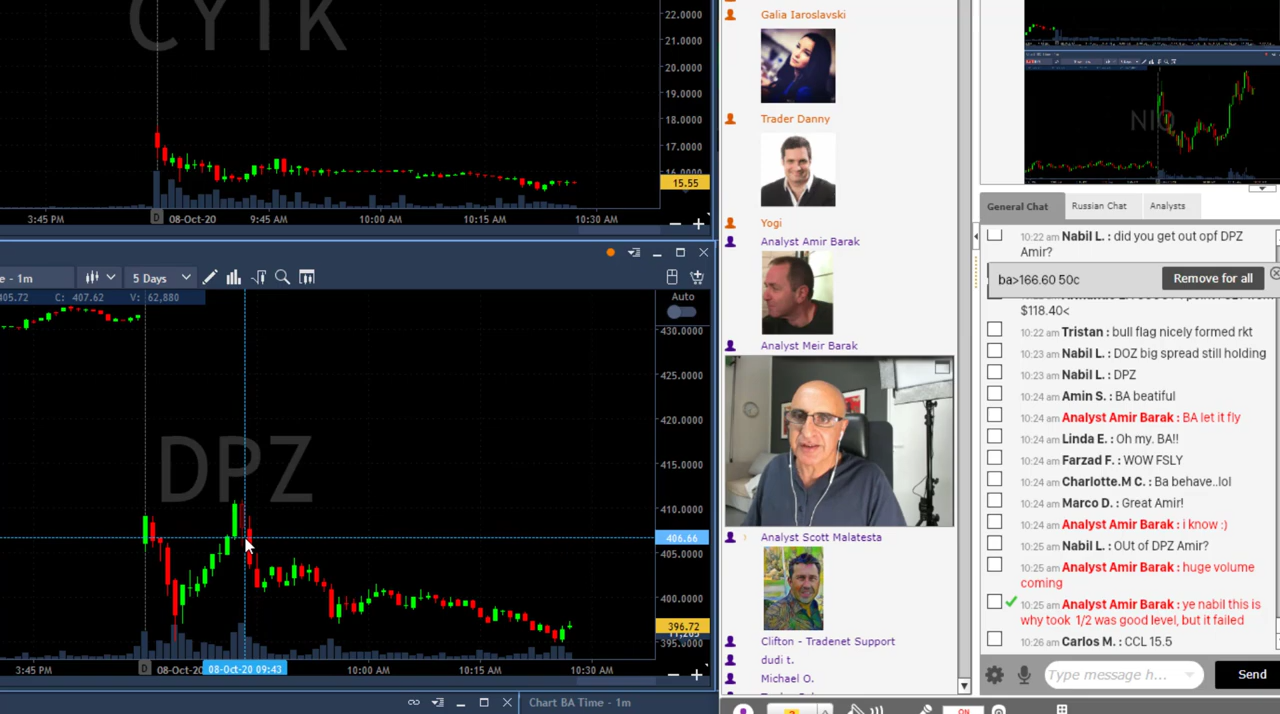 CYTK
22.0000
21.0000
20.0000
19.0000
18.0000
17.0000
16.0000
15.55
3:45 PM
D
08-Oct-20
9:45 AM
10:00 AM
10:15 AM
10:30 AM
e - 1m
5 Days
405.72 C: 407.62 V: 62,880
Auto
430.0000
425.0000
420.0000
415.0000
410.0000
406.66
405.0000
400.0000
396.72
395.0000
DPZ
3:45 PM
D
08-Oct-20
08-Oct-20 09:43
10:00 AM
10:15 AM
10:30 AM
Chart BA Time - 1m
Galia Iaroslavski
Trader Danny
Yogi
Analyst Amir Barak
Analyst Meir Barak
Analyst Scott Malatesta
Clifton - Tradenet Support
dudi t.
Michael O.
NIO
General Chat
Russian Chat
Analysts
10:22 am Nabil L. : did you get out opf DPZ
Amir?
ba>166.60 50c
Remove for all
$118.40<
10:22 am Tristan : bull flag nicely formed rkt
10:23 am Nabil L. : DOZ big spread still holding
10:23 am Nabil L. : DPZ
10:24 am Amin S. : BA beatiful
10:24 am Analyst Amir Barak : BA let it fly
10:24 am Linda E. : Oh my. BA!!
10:24 am Farzad F. : WOW FSLY
10:24 am Charlotte.M C. : Ba behave..lol
10:24 am Marco D. : Great Amir!
10:24 am Analyst Amir Barak : i know :)
10:25 am Nabil L. : OUt of DPZ Amir?
10:25 am Analyst Amir Barak : huge volume
coming
10:25 am Analyst Amir Barak : ye nabil this is
why took 1/2 was good level, but it failed
10:26 am Carlos M. : CCL 15.5
Type message h...
Send
ON